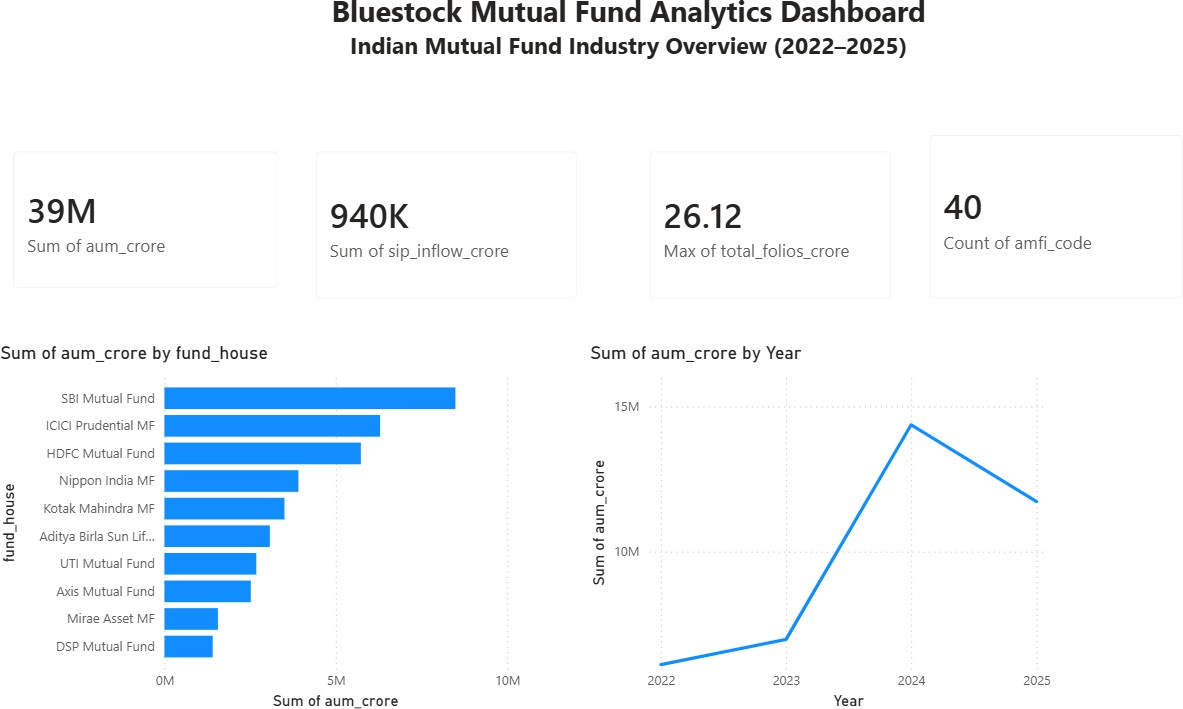 Bluestock Mutual Fund Analytics Dashboard
Indian Mutual Fund Industry Overview (2022–2025)
39M
Sum of aum_crore
940K
Sum of sip_inflow_crore
26.12
Max of total_folios_crore
40
Count of amfi_code
Sum of aum_crore by fund_house
fund_house
SBI Mutual Fund
ICICI Prudential MF
HDFC Mutual Fund
Nippon India MF
Kotak Mahindra MF
Aditya Birla Sun Lif...
UTI Mutual Fund
Axis Mutual Fund
Mirae Asset MF
DSP Mutual Fund
0M 5M 10M
Sum of aum_crore
Sum of aum_crore by Year
Sum of aum_crore
15M
10M
2022 2023 2024 2025
Year